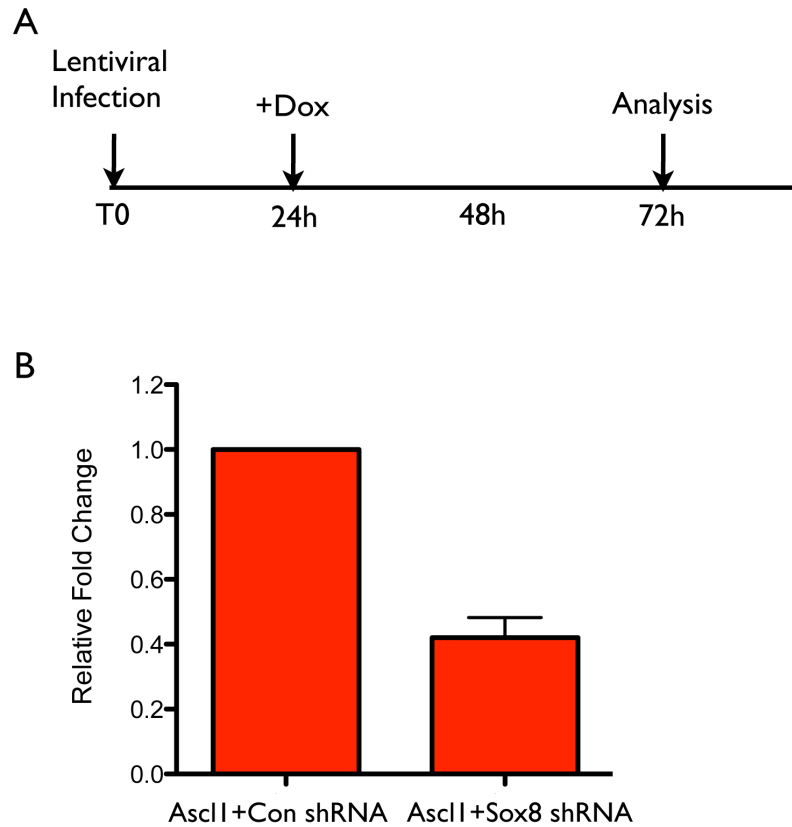 A
Lentiviral
Infection
+Dox
Analysis
T0
24h
48h
72h
B
1.2
1.0
0.8
0.6
0.4
0.2
0.0
Relative Fold Change
Ascl1+Con shRNA
Ascl1+Sox8 shRNA